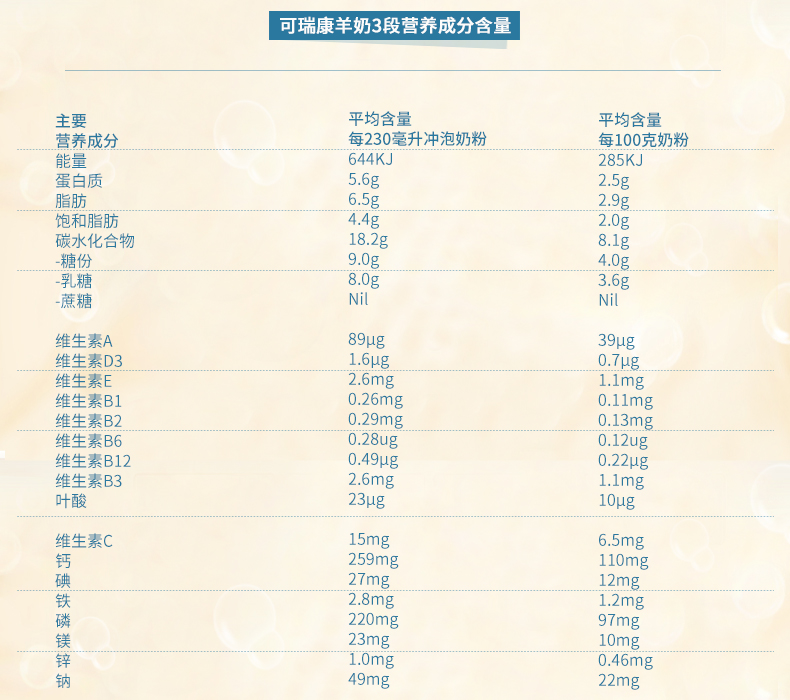 可瑞康羊奶3段营养成分含量
主要 平均含量 平均含量
营养成分 每230毫升冲泡奶粉 每100克奶粉
能量 644KJ 285KJ
蛋白质 5.6g 2.5g
脂肪 6.5g 2.9g
饱和脂肪 4.4g 2.0g
碳水化合物 18.2g 8.1g
-糖份 9.0g 4.0g
-乳糖 8.0g 3.6g
-蔗糖 Nil Nil
维生素A 89μg 39μg
维生素D3 1.6μg 0.7μg
维生素E 2.6mg 1.1mg
维生素B1 0.26mg 0.11mg
维生素B2 0.29mg 0.13mg
维生素B6 0.28ug 0.12ug
维生素B12 0.49μg 0.22μg
维生素B3 2.6mg 1.1mg
叶酸 23μg 10μg
维生素C 15mg 6.5mg
钙 259mg 110mg
碘 27mg 12mg
铁 2.8mg 1.2mg
磷 220mg 97mg
镁 23mg 10mg
锌 1.0mg 0.46mg
钠 49mg 22mg